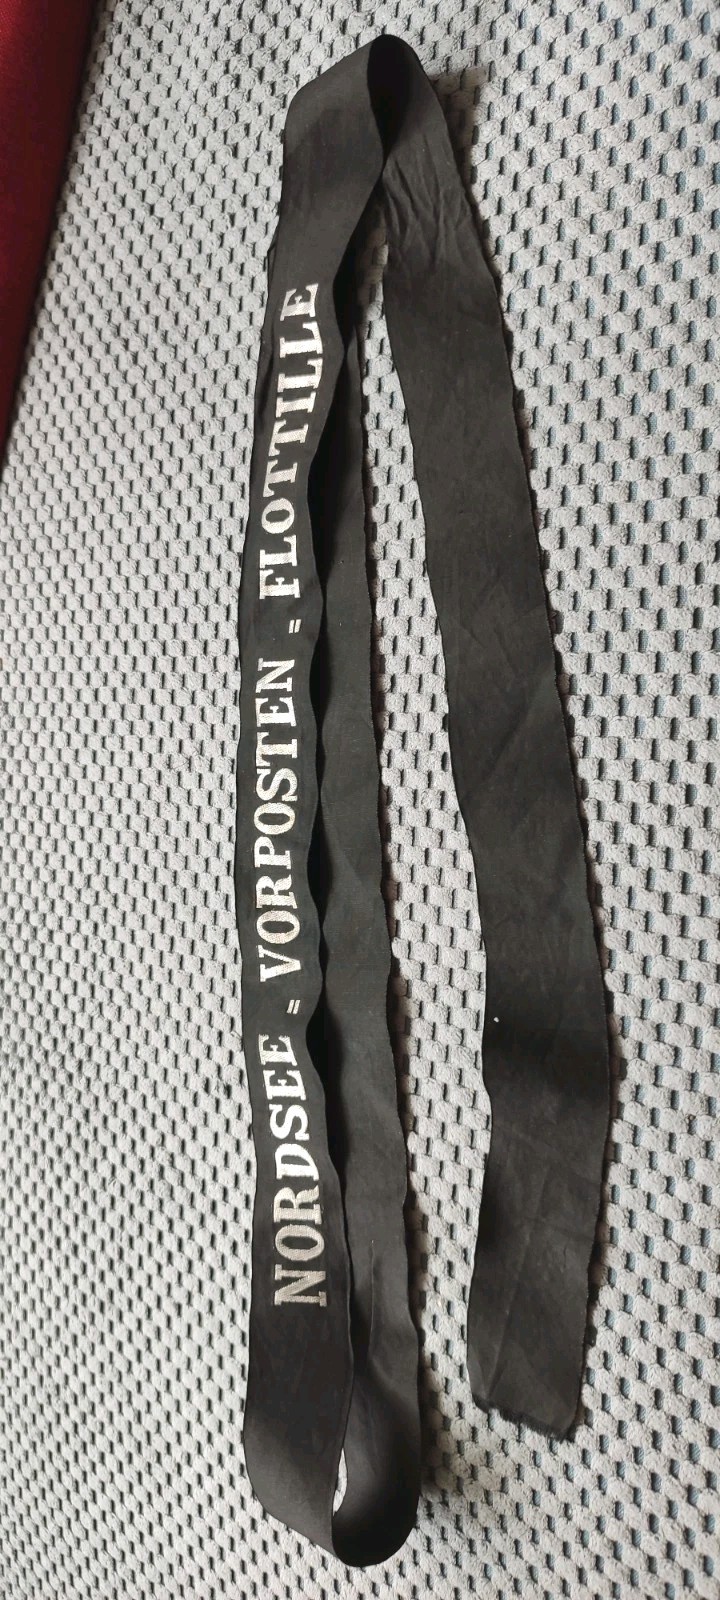 NORDSEE = VORPOSTEN = FLOTTILLE